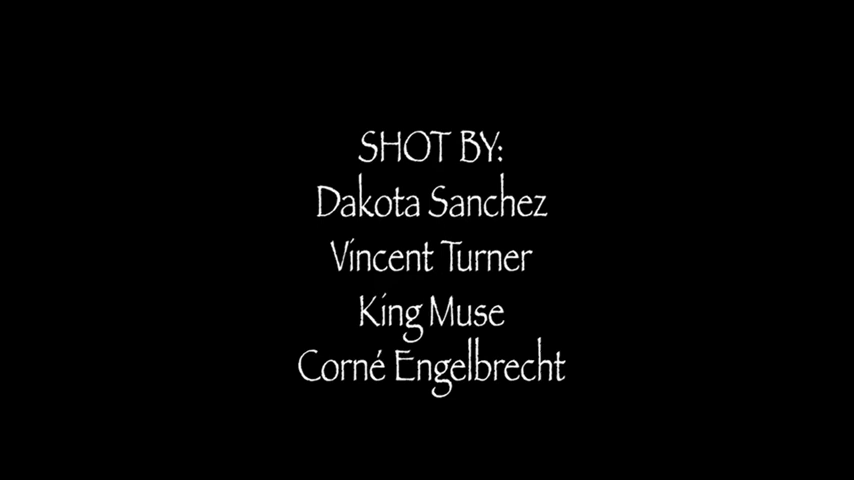 SHOT BY:
Dakota Sanchez
Vincent Turner
King Muse
Corné Engelbrecht